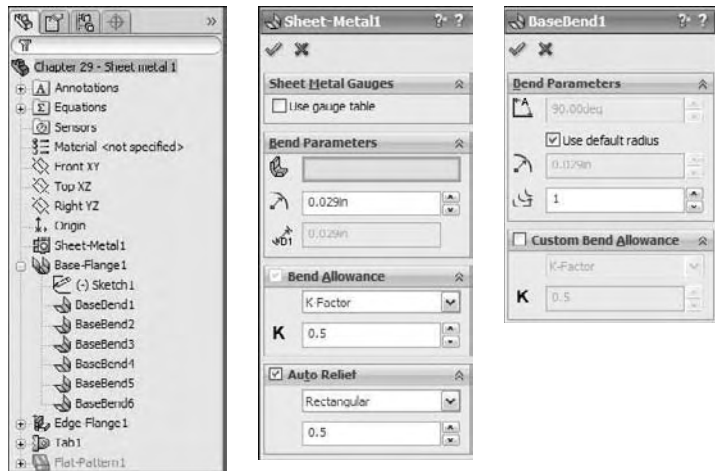 »
Chapter 29 - Sheet metal 1
A Annotations
Σ Equations
Sensors
Material <not specified>
Front XY
Top XZ
Right YZ
Origin
Sheet-Metal1
Base-Flange1
(-) Sketch1
BaseBend1
BaseBend2
BaseBend3
BaseBend4
BaseBend5
BaseBend6
Edge-Flange1
Tab1
Flat-Pattern1
Sheet-Metal1 ? ?
Sheet Metal Gauges
Use gauge table
Bend Parameters
0.029in
D1 0.029in
Bend Allowance
K-Factor
K 0.5
Auto Relief
Rectangular
0.5
BaseBend1 ? ?
Bend Parameters
A 90.00deg
Use default radius
0.029in
1
Custom Bend Allowance
K-Factor
K 0.5